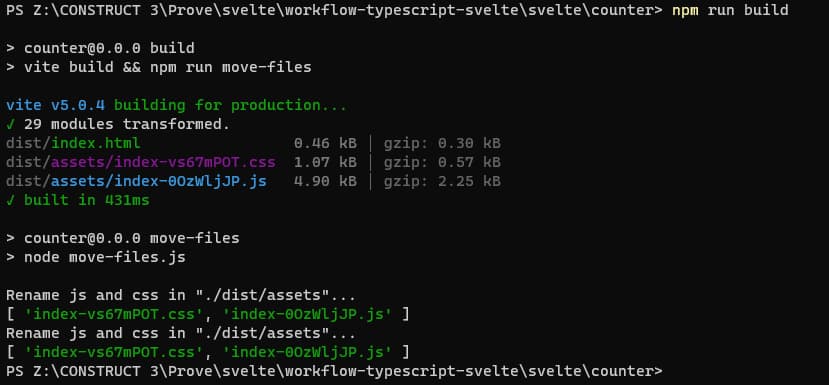 PS Z:\CONSTRUCT 3\Prove\svelte\workflow-typescript-svelte\svelte\counter> npm run build
> counter@0.0.0 build
> vite build && npm run move-files
vite v5.0.4 building for production...
✓ 29 modules transformed.
dist/index.html                  0.46 kB │ gzip: 0.30 kB
dist/assets/index-vs67mPOT.css  1.07 kB │ gzip: 0.57 kB
dist/assets/index-0OzWljJP.js   4.90 kB │ gzip: 2.25 kB
✓ built in 431ms
> counter@0.0.0 move-files
> node move-files.js
Rename js and css in "./dist/assets"...
[ 'index-vs67mPOT.css', 'index-0OzWljJP.js' ]
Rename js and css in "./dist/assets"...
[ 'index-vs67mPOT.css', 'index-0OzWljJP.js' ]
PS Z:\CONSTRUCT 3\Prove\svelte\workflow-typescript-svelte\svelte\counter>